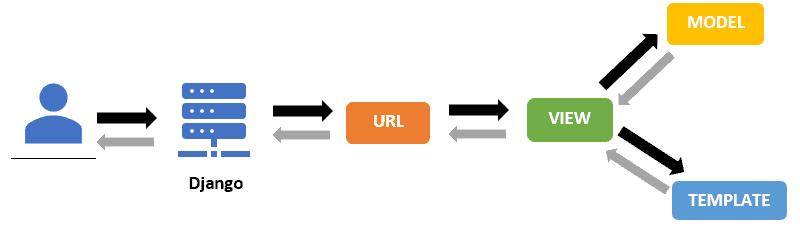 MODEL
URL
VIEW
Django
TEMPLATE